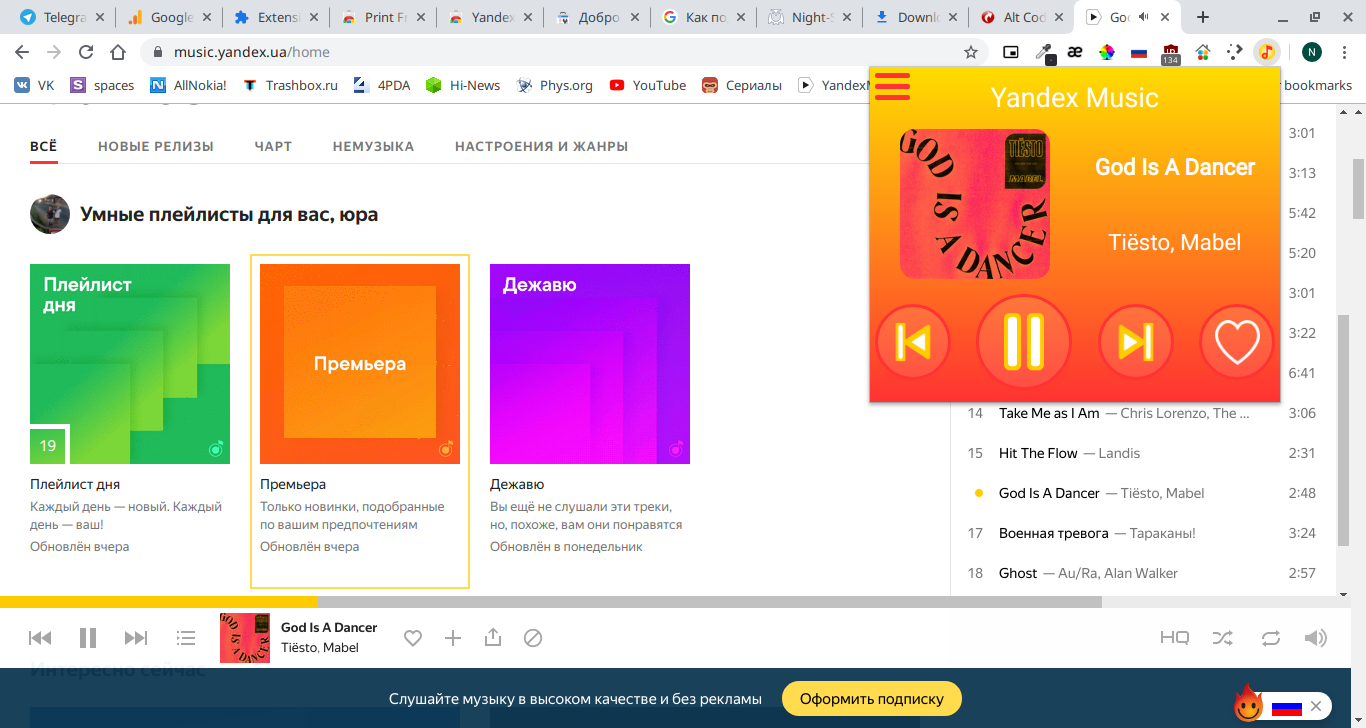 Telegra
Google
Extensi
Print Fr
Yandex
Добро
Как по
Night-S
Downlo
Alt Cod
God
music.yandex.ua/home
134
N
VK
spaces
AllNokia!
Trashbox.ru
4PDA
Hi-News
Phys.org
YouTube
Сериалы
YandexM
bookmarks
ВСЁ
НОВЫЕ РЕЛИЗЫ
ЧАРТ
НЕМУЗЫКА
НАСТРОЕНИЯ И ЖАНРЫ
Умные плейлисты для вас, юра
Плейлист
дня
19
Премьера
Дежавю
Плейлист дня
Каждый день — новый. Каждый
день — ваш!
Обновлён вчера
Премьера
Только новинки, подобранные
по вашим предпочтениям
Обновлён вчера
Дежавю
Вы ещё не слушали эти треки,
но, похоже, вам они понравятся
Обновлён в понедельник
Yandex Music
GOD IS A DANCER
TIËSTO
MABEL
God Is A Dancer
Tiësto, Mabel
3:01
3:13
5:42
5:20
3:01
3:22
6:41
14 Take Me as I Am — Chris Lorenzo, The ... 3:06
15 Hit The Flow — Landis 2:31
God Is A Dancer — Tiësto, Mabel 2:48
17 Военная тревога — Тараканы! 3:24
18 Ghost — Au/Ra, Alan Walker 2:57
GOD IS A DANCER
God Is A Dancer
Tiësto, Mabel
HQ
Интересно сейчас
Слушайте музыку в высоком качестве и без рекламы
Оформить подписку